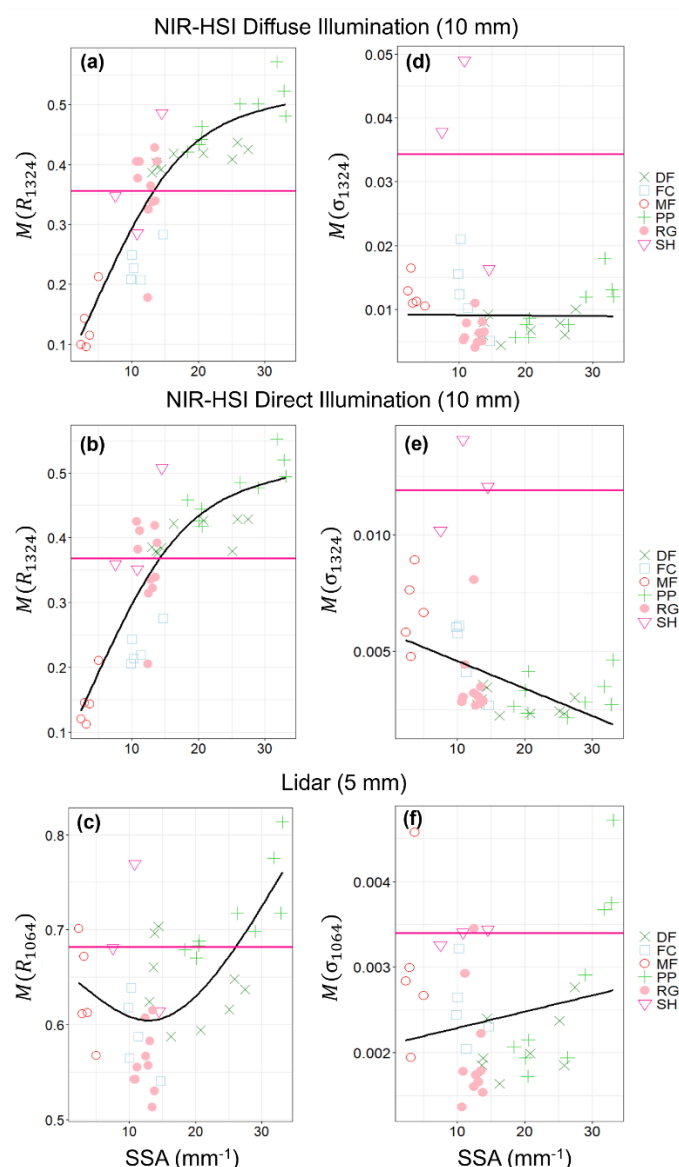 NIR-HSI Diffuse Illumination (10 mm)
(a)
M(R₁₃₂₄)
0.5
0.4
0.3
0.2
0.1
10 20 30
(d)
M(σ₁₃₂₄)
0.05
0.04
0.03
0.02
0.01
10 20 30
DF
FC
MF
PP
RG
SH
NIR-HSI Direct Illumination (10 mm)
(b)
M(R₁₃₂₄)
0.5
0.4
0.3
0.2
0.1
10 20 30
(e)
M(σ₁₃₂₄)
0.010
0.005
10 20 30
DF
FC
MF
PP
RG
SH
Lidar (5 mm)
(c)
M(R₁₀₆₄)
0.8
0.7
0.6
0.5
10 20 30
SSA (mm⁻¹)
(f)
M(σ₁₀₆₄)
0.004
0.003
0.002
10 20 30
SSA (mm⁻¹)
DF
FC
MF
PP
RG
SH